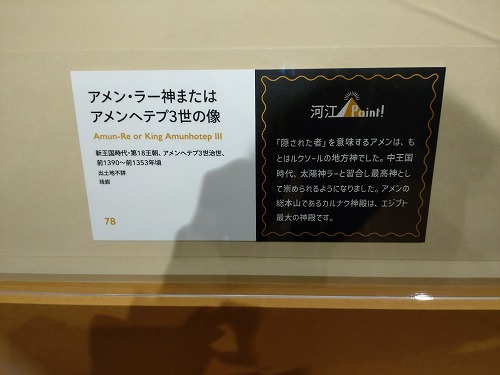 アメン・ラー神または
アメンヘテプ3世の像
Amun-Re or King Amunhotep III
新王国時代・第18王朝、アメンヘテプ3世治世、
前1390〜前1353年頃
出土地不詳
78
河江Point!
「隠された者」を意味するアメンは、も
とはルクソールの地方神でした。中王国
時代、太陽神ラーと習合し最高神とし
て崇められるようになりました。アメンの
総本山であるカルナク神殿は、エジプト
最大の神殿です。